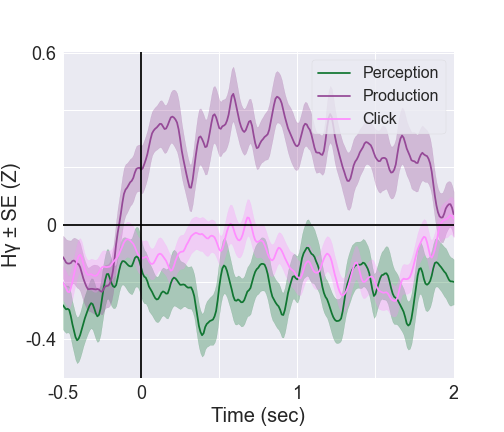 0.6
Perception
Production
Click
Hγ ± SE (Z)
0
-0.4
-0.5
0
1
2
Time (sec)